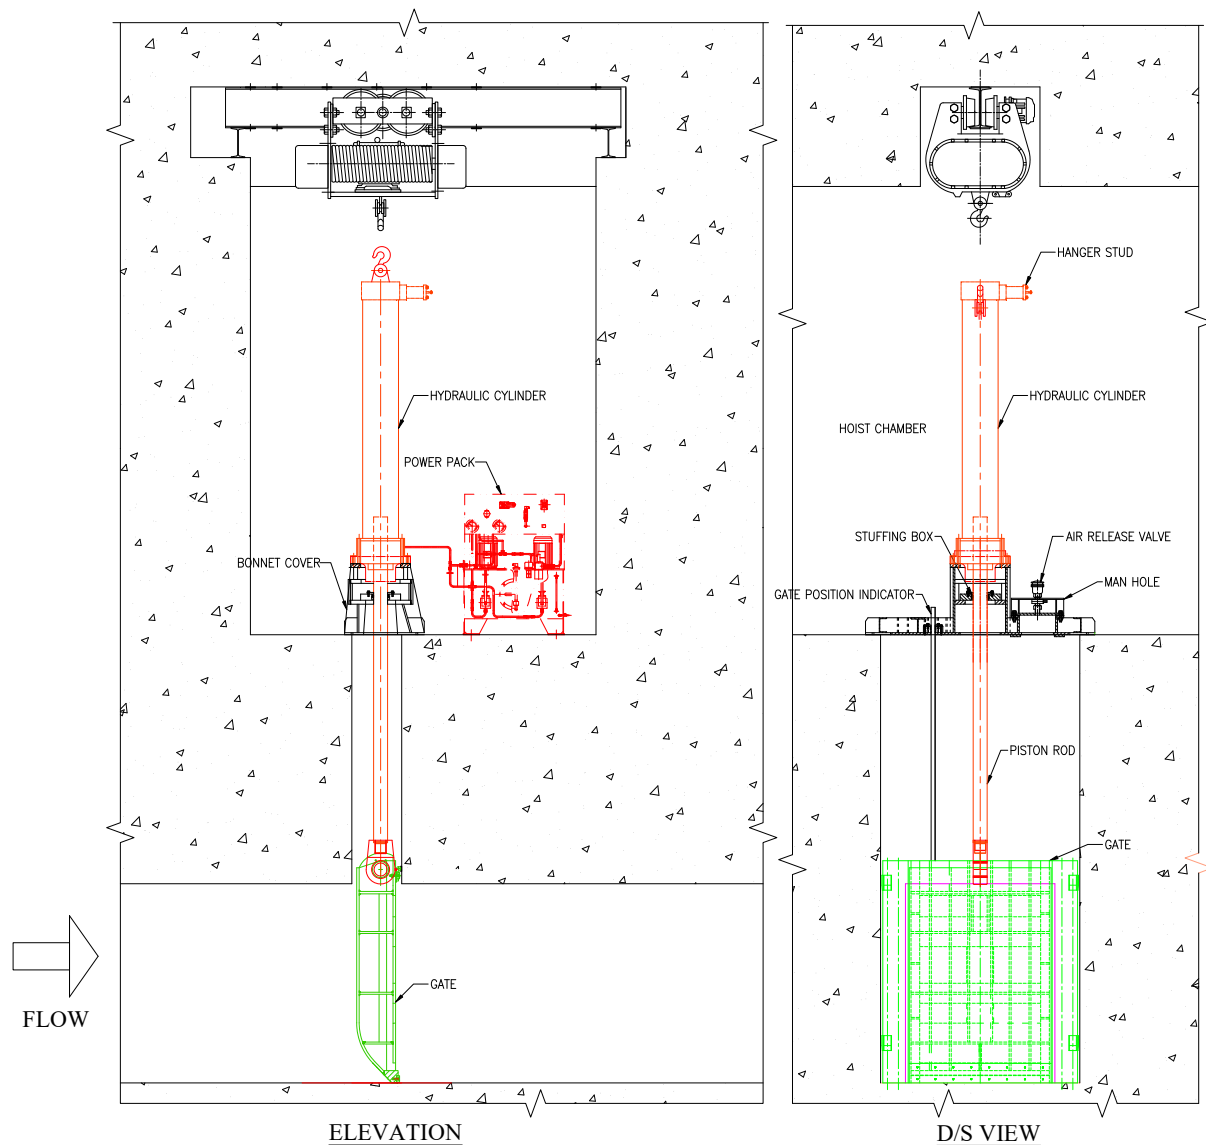 HANGER STUD
HYDRAULIC CYLINDER
HYDRAULIC CYLINDER
HOIST CHAMBER
POWER PACK
STUFFING BOX
AIR RELEASE VALVE
BONNET COVER
MAN HOLE
GATE POSITION INDICATOR
PISTON ROD
GATE
GATE
FLOW
ELEVATION
D/S VIEW